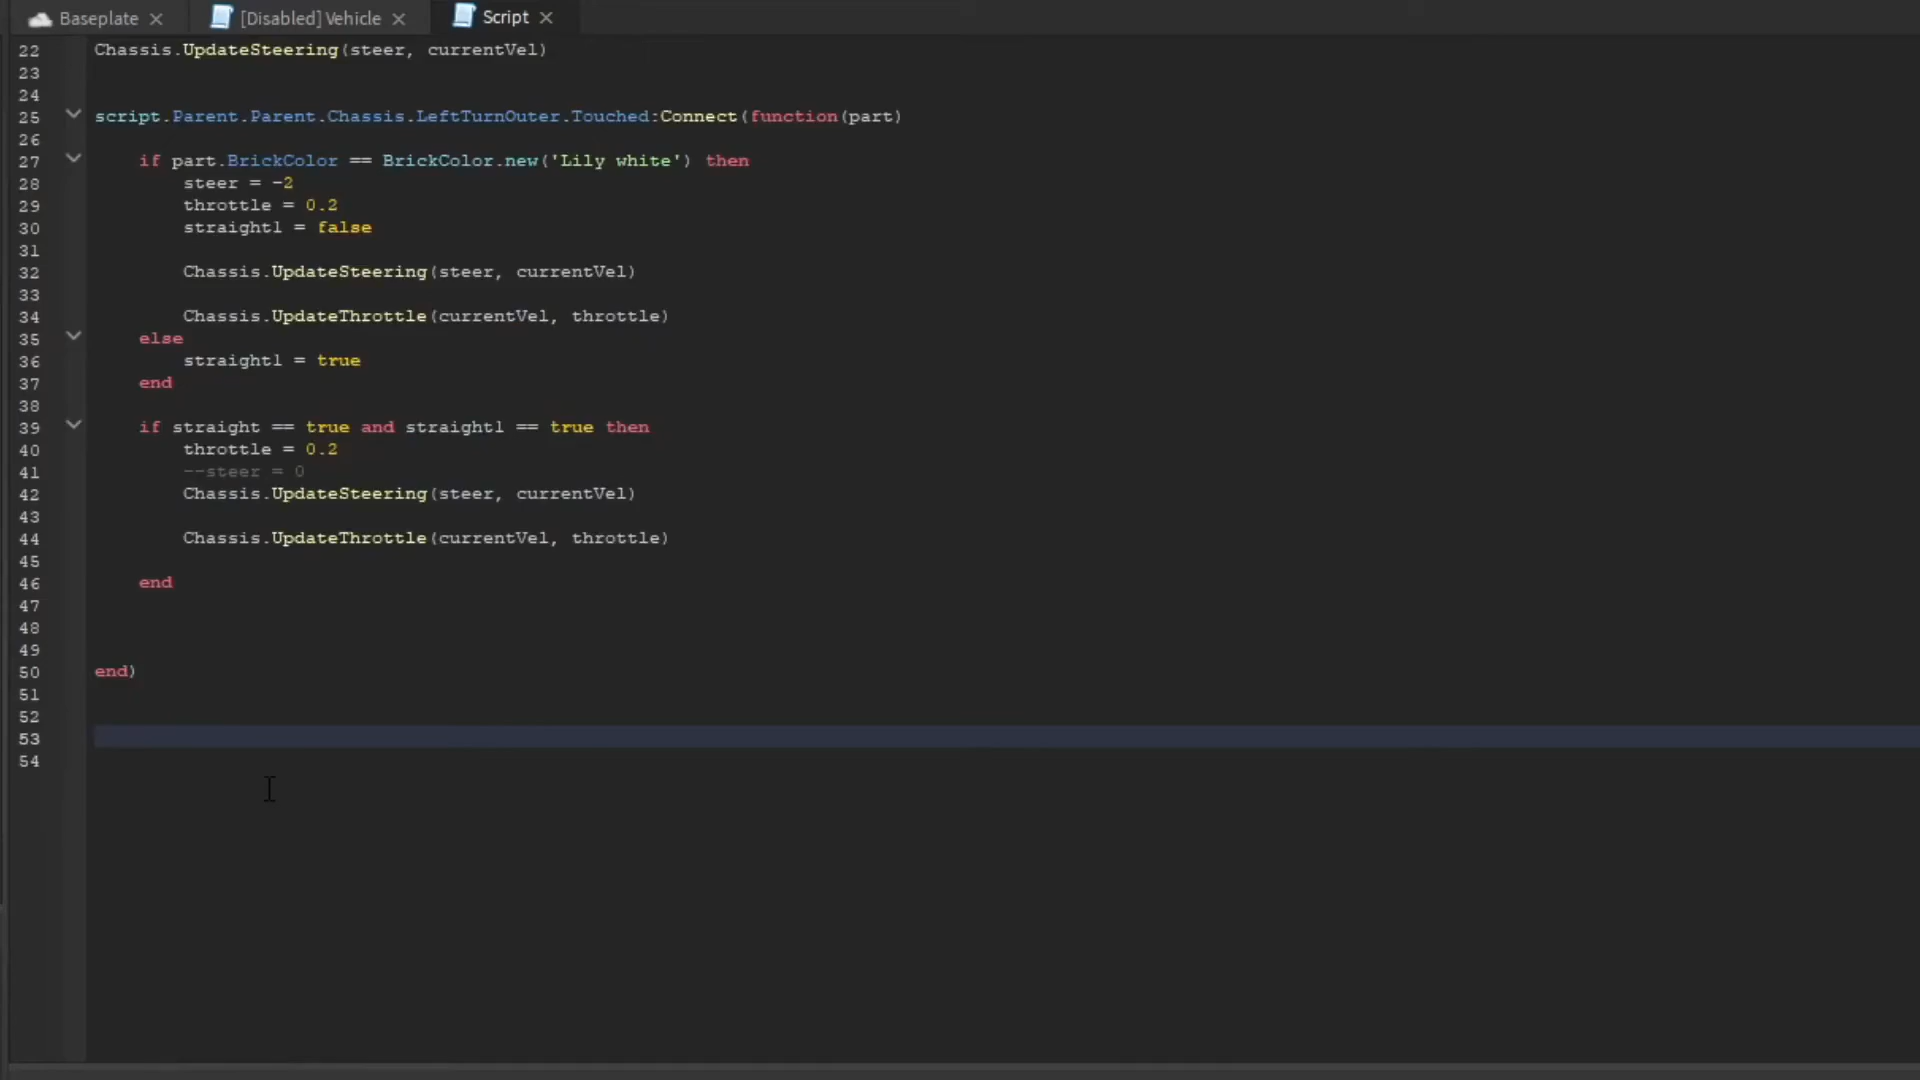 Baseplate
[Disabled] Vehicle
Script
22 Chassis.UpdateSteering(steer, currentVel)
23
24
25 script.Parent.Parent.Chassis.LeftTurnOuter.Touched:Connect(function(part)
26
27 if part.BrickColor == BrickColor.new('Lily white') then
28 steer = -2
29 throttle = 0.2
30 straight1 = false
31
32 Chassis.UpdateSteering(steer, currentVel)
33
34 Chassis.UpdateThrottle(currentVel, throttle)
35 else
36 straight1 = true
37 end
38
39 if straight == true and straight1 == true then
40 throttle = 0.2
41 --steer = 0
42 Chassis.UpdateSteering(steer, currentVel)
43
44 Chassis.UpdateThrottle(currentVel, throttle)
45
46 end
47
48
49
50 end)
51
52
53
54